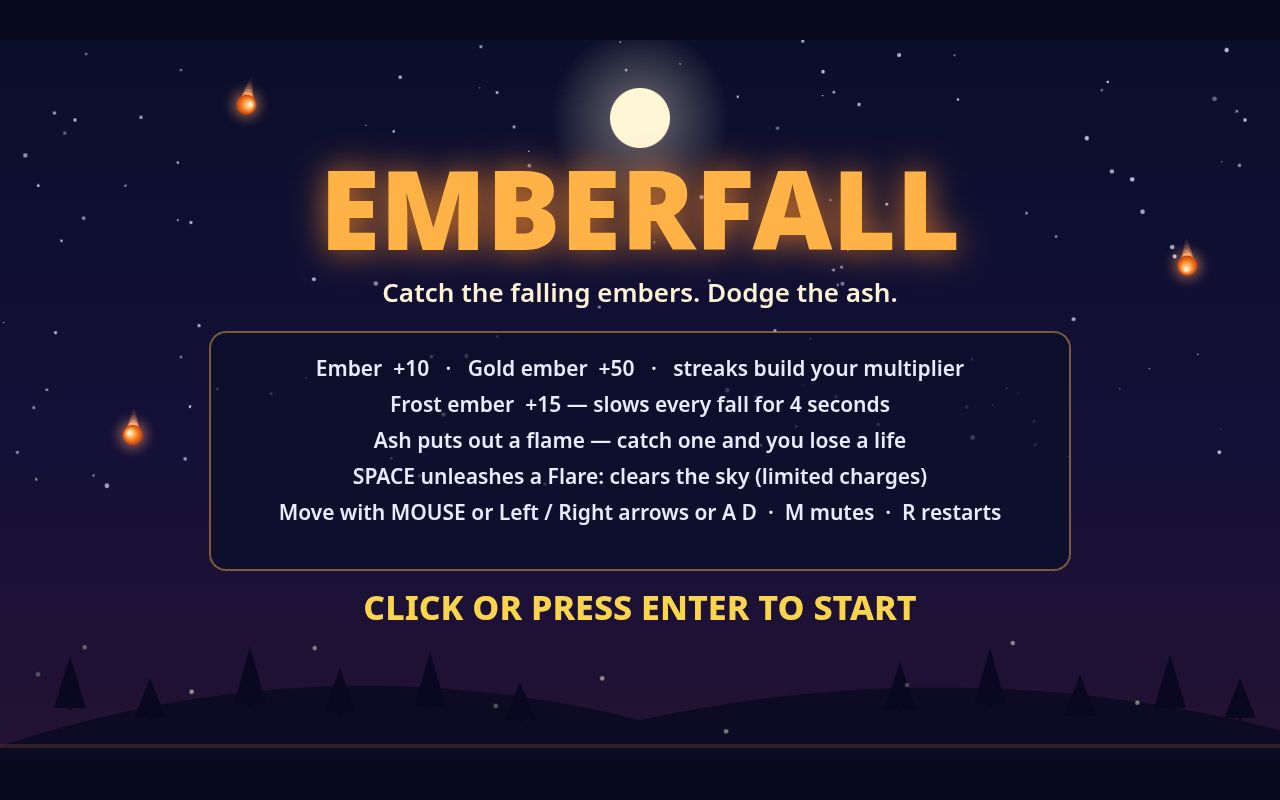 EMBERFALL
Catch the falling embers. Dodge the ash.
Ember +10 · Gold ember +50 · streaks build your multiplier
Frost ember +15 — slows every fall for 4 seconds
Ash puts out a flame — catch one and you lose a life
SPACE unleashes a Flare: clears the sky (limited charges)
Move with MOUSE or Left / Right arrows or A D · M mutes · R restarts
CLICK OR PRESS ENTER TO START